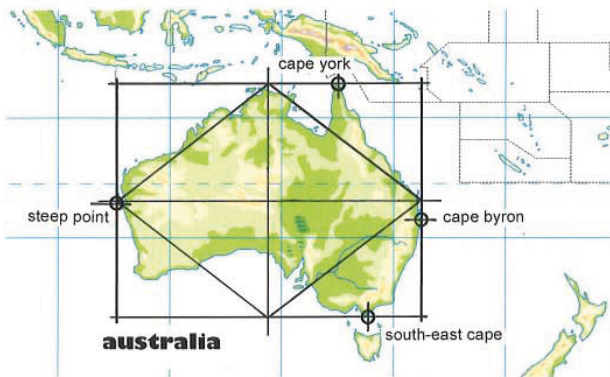 cape york
steep point
cape byron
south-east cape
australia